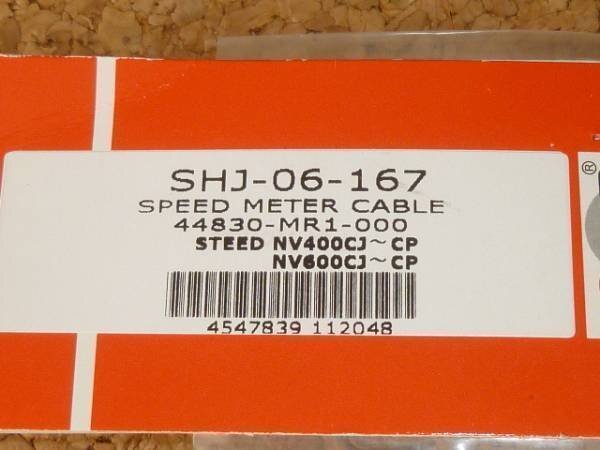 SHJ-06-167
SPEED METER CABLE
44830-MR1-000
STEED NV400CJ～CP
NV600CJ～CP
4547839 112048
®